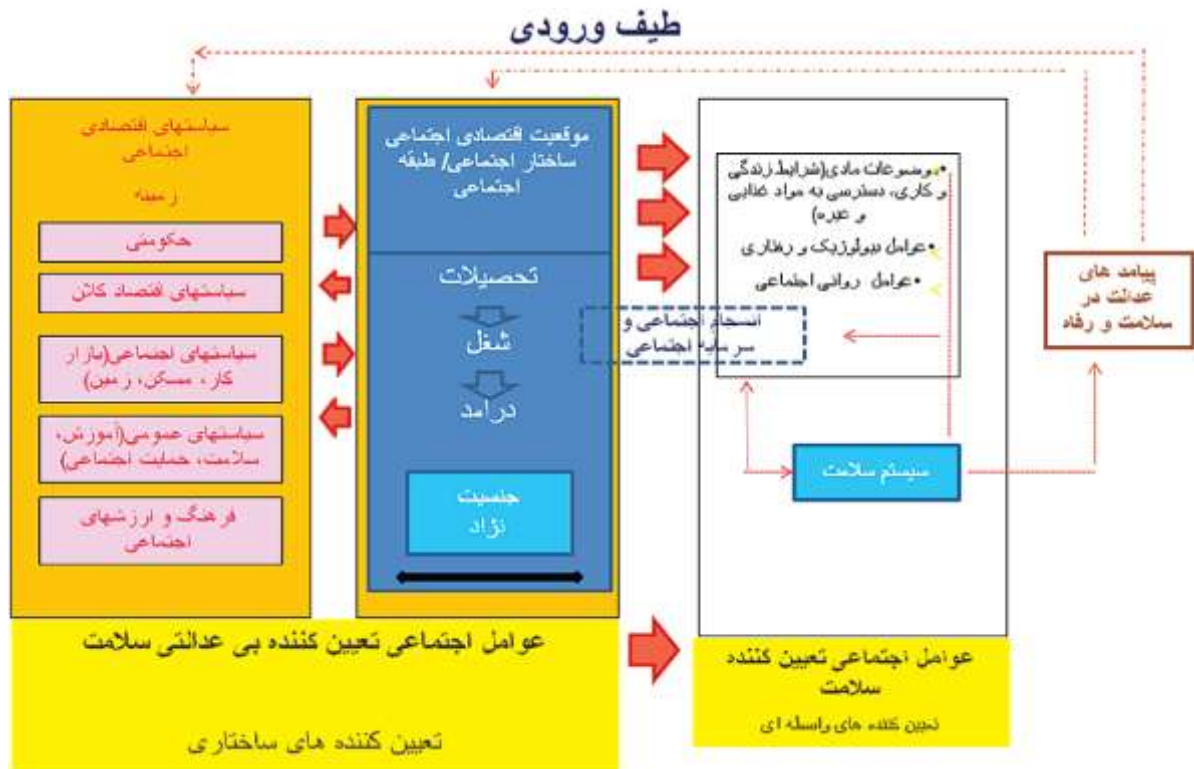 طیف ورودی
سیاستهای اقتصادی
اجتماعی
زمینه
حکومتی
سیاستهای اقتصاد کلان
سیاستهای اجتماعی(بازار
کار، مسکن، زمین)
سیاستهای عمومی(آموزش،
سلامت، حمایت اجتماعی)
فرهنگ و ارزشهای
اجتماعی
موقعیت اقتصادی اجتماعی
ساختار اجتماعی/ طبقه
اجتماعی
تحصیلات
شغل
درامد
جنسیت
نژاد
•موضوعات مادی(شرایط زندگی
و کاری، دسترسی به مواد غذایی
و غیره)
•عوامل بیولوژیک و رفتاری
•عوامل روانی اجتماعی
انسجام اجتماعی و
سرمایه اجتماعی
سیستم سلامت
پیامد های
عدالت در
سلامت و رفاه
عوامل اجتماعی تعیین کننده بی عدالتی سلامت
تعیین کننده های ساختاری
عوامل اجتماعی تعیین کننده
سلامت
تعیین کننده های واسطه ای